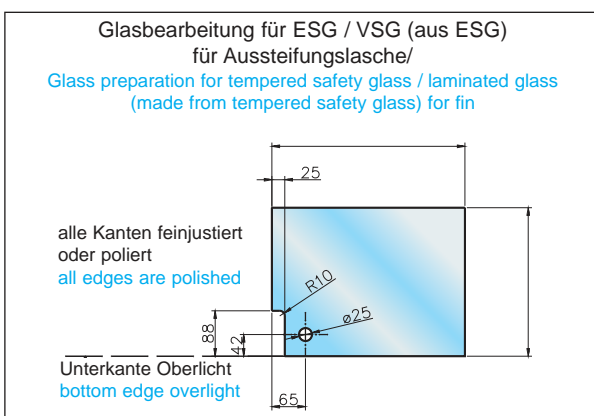 Glasbearbeitung für ESG / VSG (aus ESG)
für Aussteifungslasche/
Glass preparation for tempered safety glass / laminated glass
(made from tempered safety glass) for fin
25
alle Kanten feinjustiert
oder poliert
all edges are polished
R10
ø25
88
42
Unterkante Oberlicht
bottom edge overlight
65